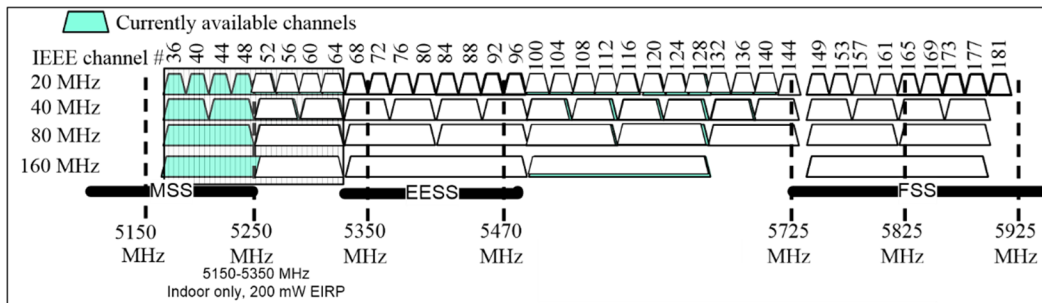 Currently available channels
IEEE channel # 36 40 44 48 52 56 60 64 68 72 76 80 84 88 92 96 100 104 108 112 116 120 124 128 132 136 140 144 149 153 157 161 165 169 173 177 181
20 MHz
40 MHz
80 MHz
160 MHz
MSS EESS FSS
5150 5250 5350 5470 5725 5825 5925
MHz MHz MHz MHz MHz MHz MHz
5150-5350 MHz
Indoor only, 200 mW EIRP